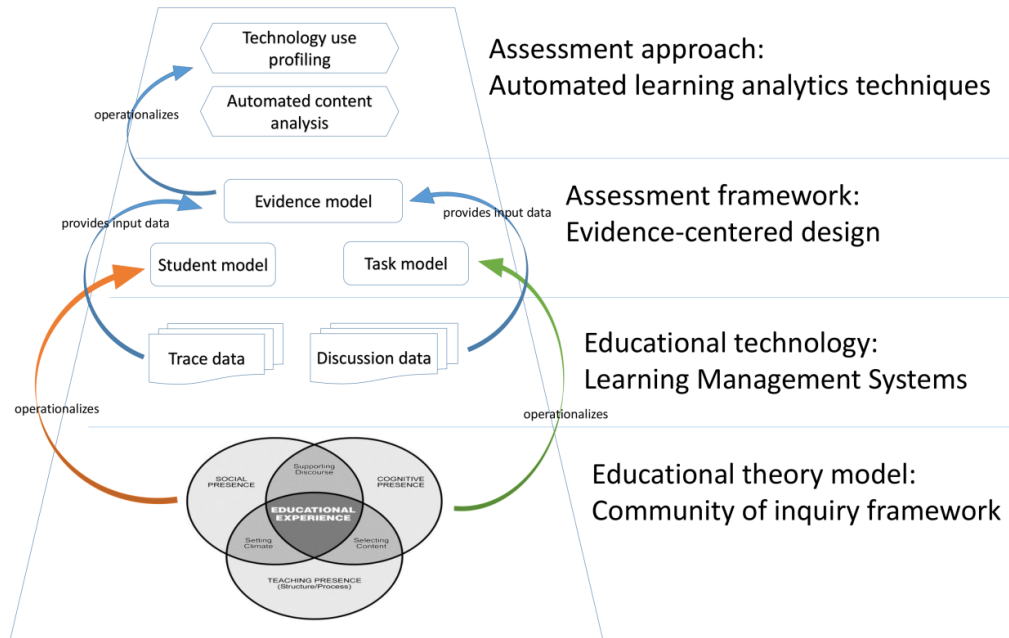 Technology use
profiling
Automated content
analysis
operationalizes
Assessment approach:
Automated learning analytics techniques
Evidence model
provides input data
provides input data
Student model
Task model
Assessment framework:
Evidence-centered design
Trace data
Discussion data
Educational technology:
Learning Management Systems
operationalizes
operationalizes
SOCIAL
PRESENCE
Supporting
Discourse
COGNITIVE
PRESENCE
EDUCATIONAL
EXPERIENCE
Setting
Climate
Selecting
Content
TEACHING PRESENCE
(Structure/Process)
Educational theory model:
Community of inquiry framework